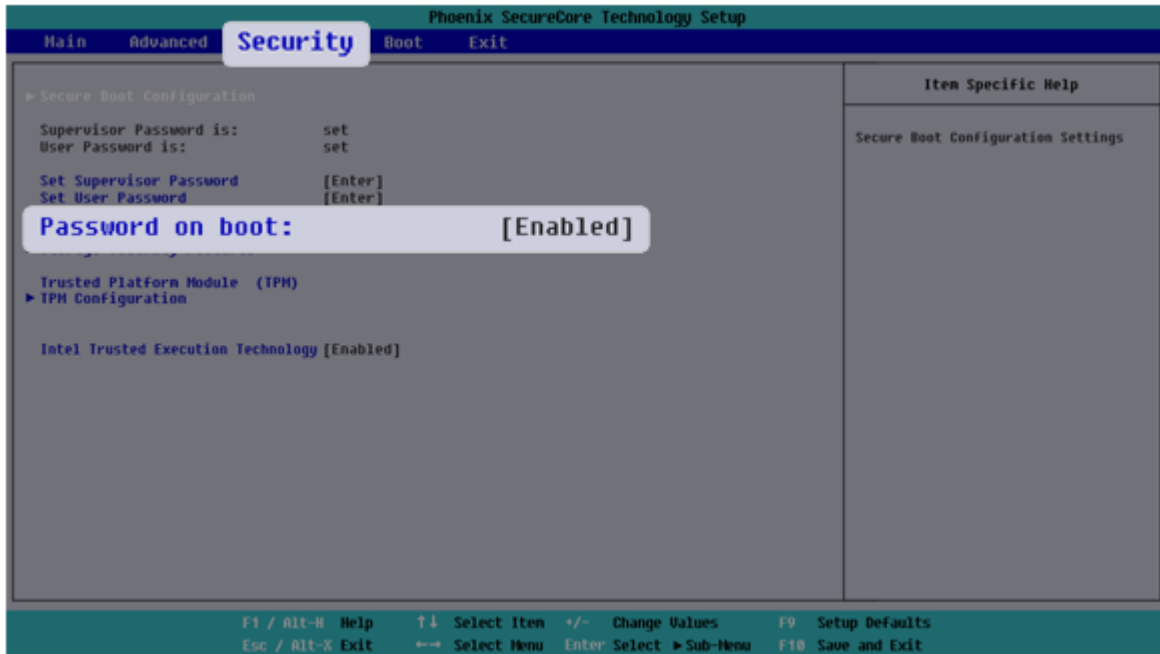 Phoenix SecureCore Technology Setup
Main Advanced Security Boot Exit
▶ Secure Boot Configuration
Supervisor Password is: set
User Password is: set
Set Supervisor Password [Enter]
Set User Password [Enter]
Password on boot: [Enabled]
Trusted Platform Module (TPM)
▶ TPM Configuration
Intel Trusted Execution Technology [Enabled]
Item Specific Help
Secure Boot Configuration Settings
F1 / Alt-H Help ↑↓ Select Item +/- Change Values F9 Setup Defaults
Esc / Alt-X Exit ←→ Select Menu Enter Select ▶ Sub-Menu F10 Save and Exit